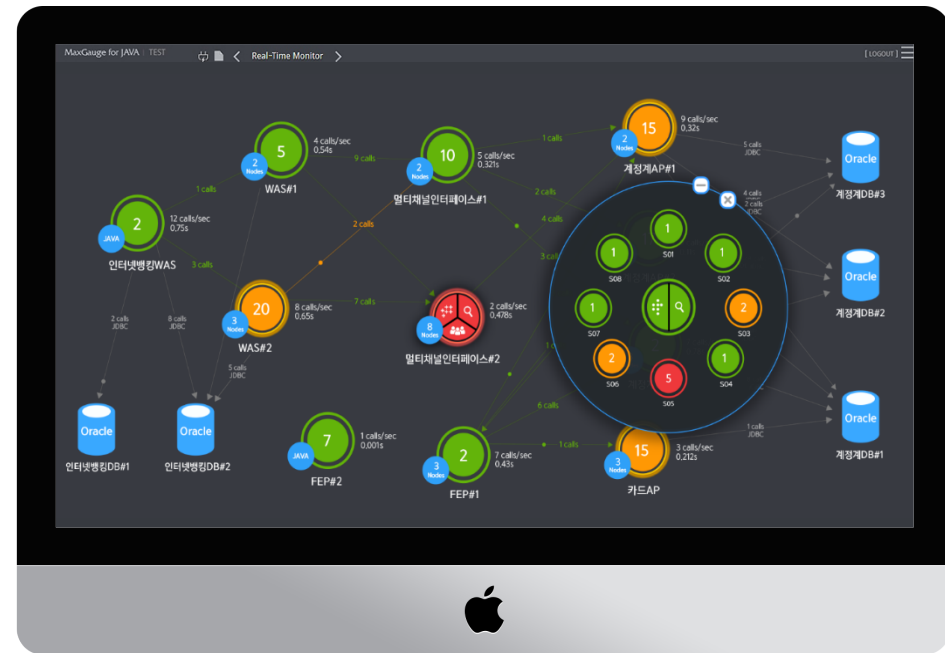 MaxGauge for JAVA | TEST
Real-Time Monitor
[ LOGOUT ]
5
2
Nodes
4 calls/sec
0,54s
WAS#1
9 calls
10
2
Nodes
5 calls/sec
0,321s
멀티채널인터페이스#1
1 calls
15
2
Nodes
9 calls/sec
0,32s
계정계AP#1
5 calls
JDBC
Oracle
계정계DB#3
1 calls
2
JAVA
12 calls/sec
0,75s
인터넷뱅킹WAS
3 calls
2 calls
2 calls
4 calls
4 calls
2 calls
JDBC
1
S01
1
S02
2
S03
1
S04
5
S05
2
S06
1
S07
1
S08
Oracle
계정계DB#2
20
3
Nodes
8 calls/sec
0,65s
WAS#2
7 calls
8
Nodes
2 calls/sec
0,478s
멀티채널인터페이스#2
2 calls
JDBC
8 calls
JDBC
5 calls
JDBC
Oracle
인터넷뱅킹DB#1
Oracle
인터넷뱅킹DB#2
7
JAVA
1 calls/sec
0,001s
FEP#2
6 calls
2
3
Nodes
7 calls/sec
0,43s
FEP#1
1 calls
15
3
Nodes
3 calls/sec
0,212s
카드AP
1 calls
JDBC
Oracle
계정계DB#1